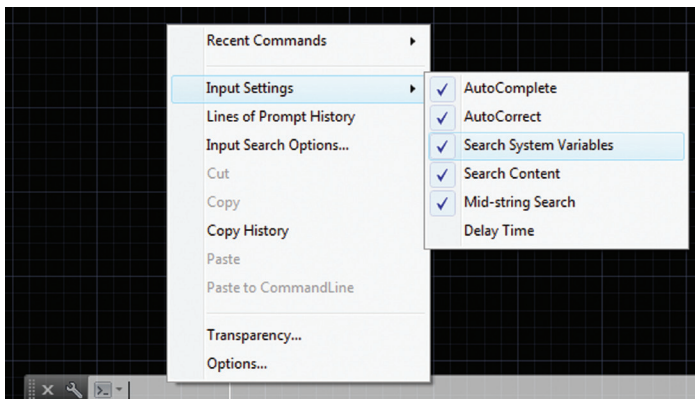 Recent Commands
Input Settings
Lines of Prompt History
Input Search Options...
Cut
Copy
Copy History
Paste
Paste to CommandLine
Transparency...
Options...
AutoComplete
AutoCorrect
Search System Variables
Search Content
Mid-string Search
Delay Time